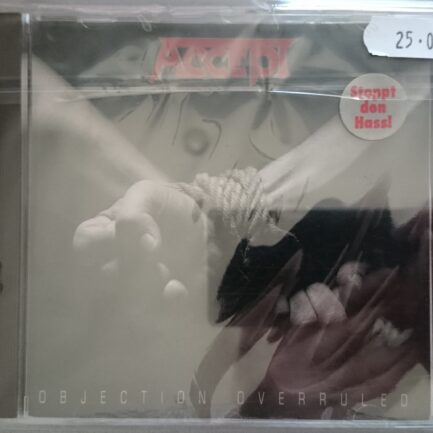 ACCEPT
25.0
Stoppt
den
Hass!
OBJECTION OVERRULED